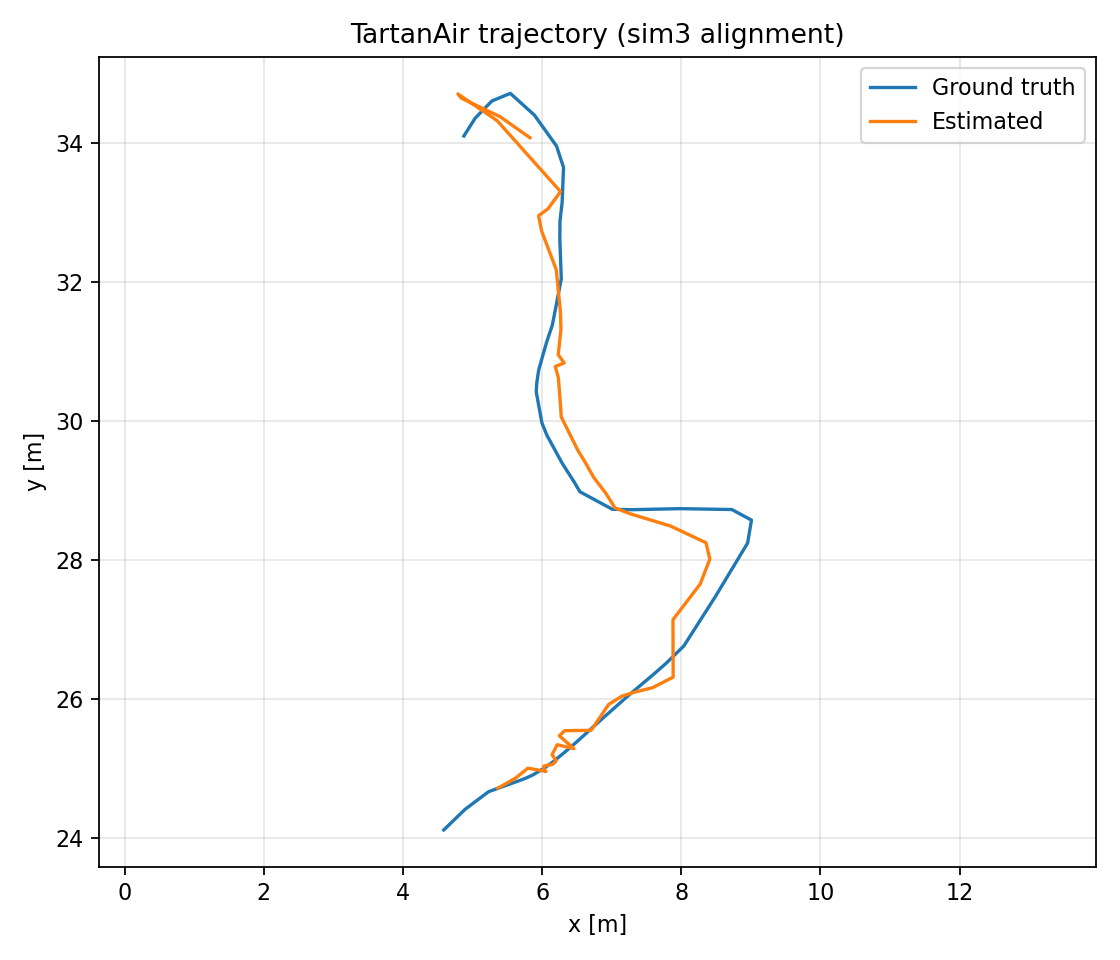 TartanAir trajectory (sim3 alignment)
Ground truth
Estimated
34
32
30
28
26
24
y [m]
0 2 4 6 8 10 12
x [m]